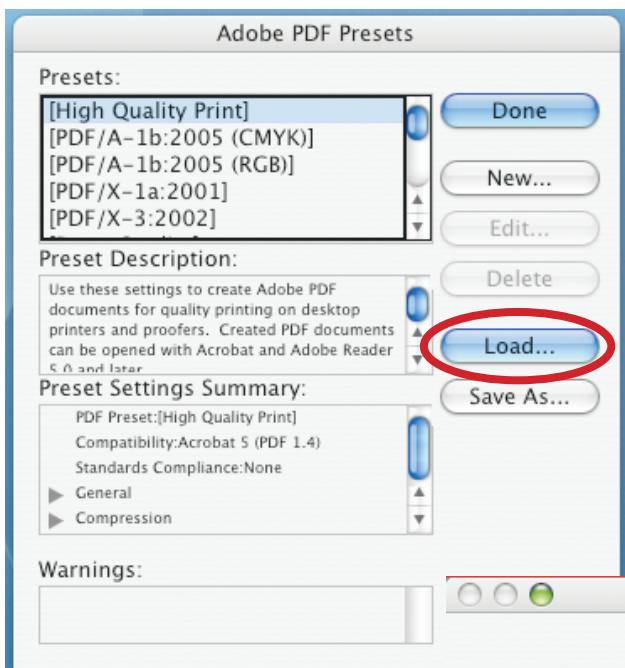 Adobe PDF Presets
Presets:
[High Quality Print]
[PDF/A-1b:2005 (CMYK)]
[PDF/A-1b:2005 (RGB)]
[PDF/X-1a:2001]
[PDF/X-3:2002]
Done
New...
Edit...
Delete
Load...
Save As...
Preset Description:
Use these settings to create Adobe PDF
documents for quality printing on desktop
printers and proofers.  Created PDF documents
can be opened with Acrobat and Adobe Reader
5.0 and later.
Preset Settings Summary:
PDF Preset:[High Quality Print]
Compatibility:Acrobat 5 (PDF 1.4)
Standards Compliance:None
General
Compression
Warnings: